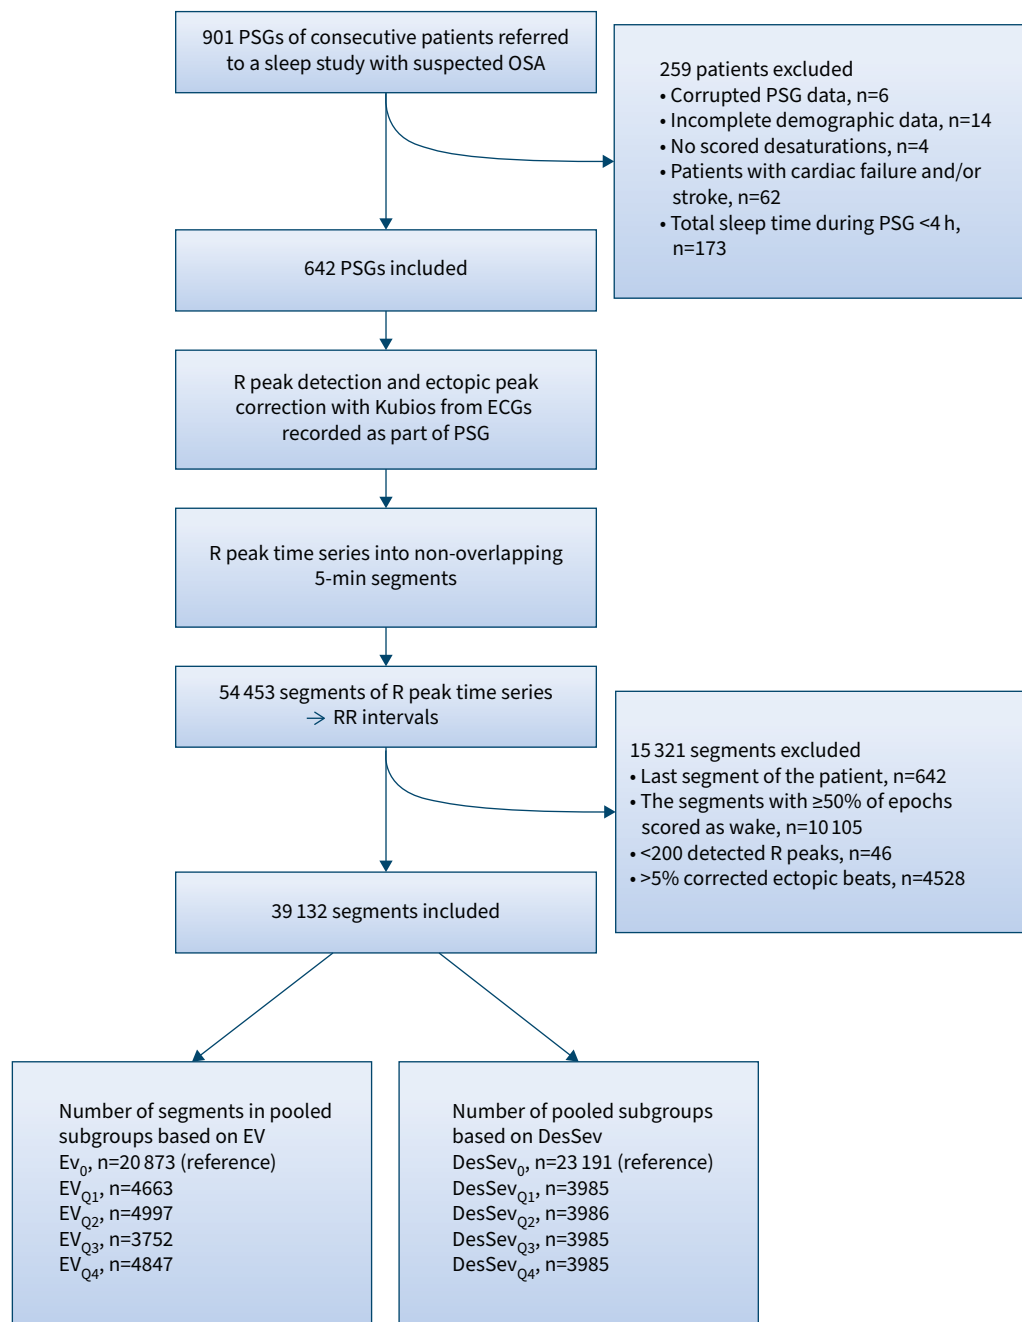 901 PSGs of consecutive patients referred
to a sleep study with suspected OSA
259 patients excluded
• Corrupted PSG data, n=6
• Incomplete demographic data, n=14
• No scored desaturations, n=4
• Patients with cardiac failure and/or
stroke, n=62
• Total sleep time during PSG <4 h,
n=173
642 PSGs included
R peak detection and ectopic peak
correction with Kubios from ECGs
recorded as part of PSG
R peak time series into non-overlapping
5-min segments
54 453 segments of R peak time series
→ RR intervals
15 321 segments excluded
• Last segment of the patient, n=642
• The segments with ≥50% of epochs
scored as wake, n=10 105
• <200 detected R peaks, n=46
• >5% corrected ectopic beats, n=4528
39 132 segments included
Number of segments in pooled
subgroups based on EV
Ev0, n=20 873 (reference)
EVQ1, n=4663
EVQ2, n=4997
EVQ3, n=3752
EVQ4, n=4847
Number of pooled subgroups
based on DesSev
DesSev0, n=23 191 (reference)
DesSevQ1, n=3985
DesSevQ2, n=3986
DesSevQ3, n=3985
DesSevQ4, n=3985